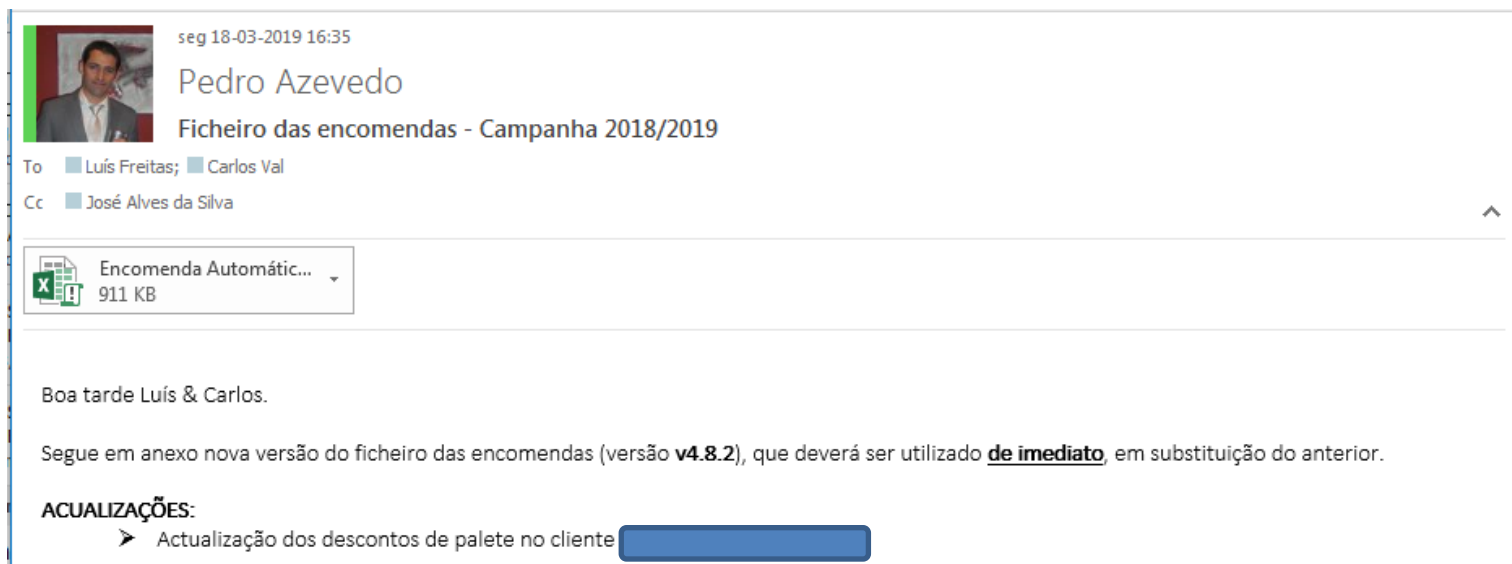 seg 18-03-2019 16:35
Pedro Azevedo
Ficheiro das encomendas - Campanha 2018/2019
To Luís Freitas; Carlos Val
Cc José Alves da Silva
Encomenda Automátic...
911 KB
Boa tarde Luís & Carlos.
Segue em anexo nova versão do ficheiro das encomendas (versão v4.8.2), que deverá ser utilizado de imediato, em substituição do anterior.
ACUALIZAÇÕES:
➢ Actualização dos descontos de palete no cliente